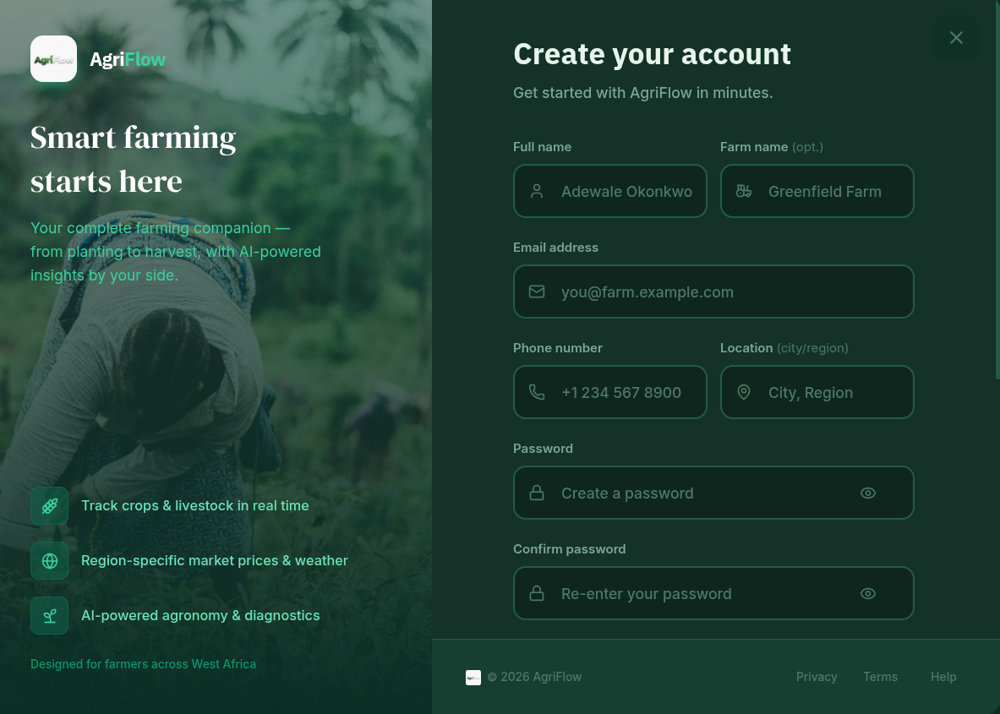 AgriFlow
AgriFlow
Smart farming
starts here
Your complete farming companion —
from planting to harvest, with AI-powered
insights by your side.
Track crops & livestock in real time
Region-specific market prices & weather
AI-powered agronomy & diagnostics
Designed for farmers across West Africa
Create your account
Get started with AgriFlow in minutes.
Full name
Farm name (opt.)
Adewale Okonkwo
Greenfield Farm
Email address
you@farm.example.com
Phone number
Location (city/region)
+1 234 567 8900
City, Region
Password
Create a password
Confirm password
Re-enter your password
© 2026 AgriFlow
Privacy
Terms
Help